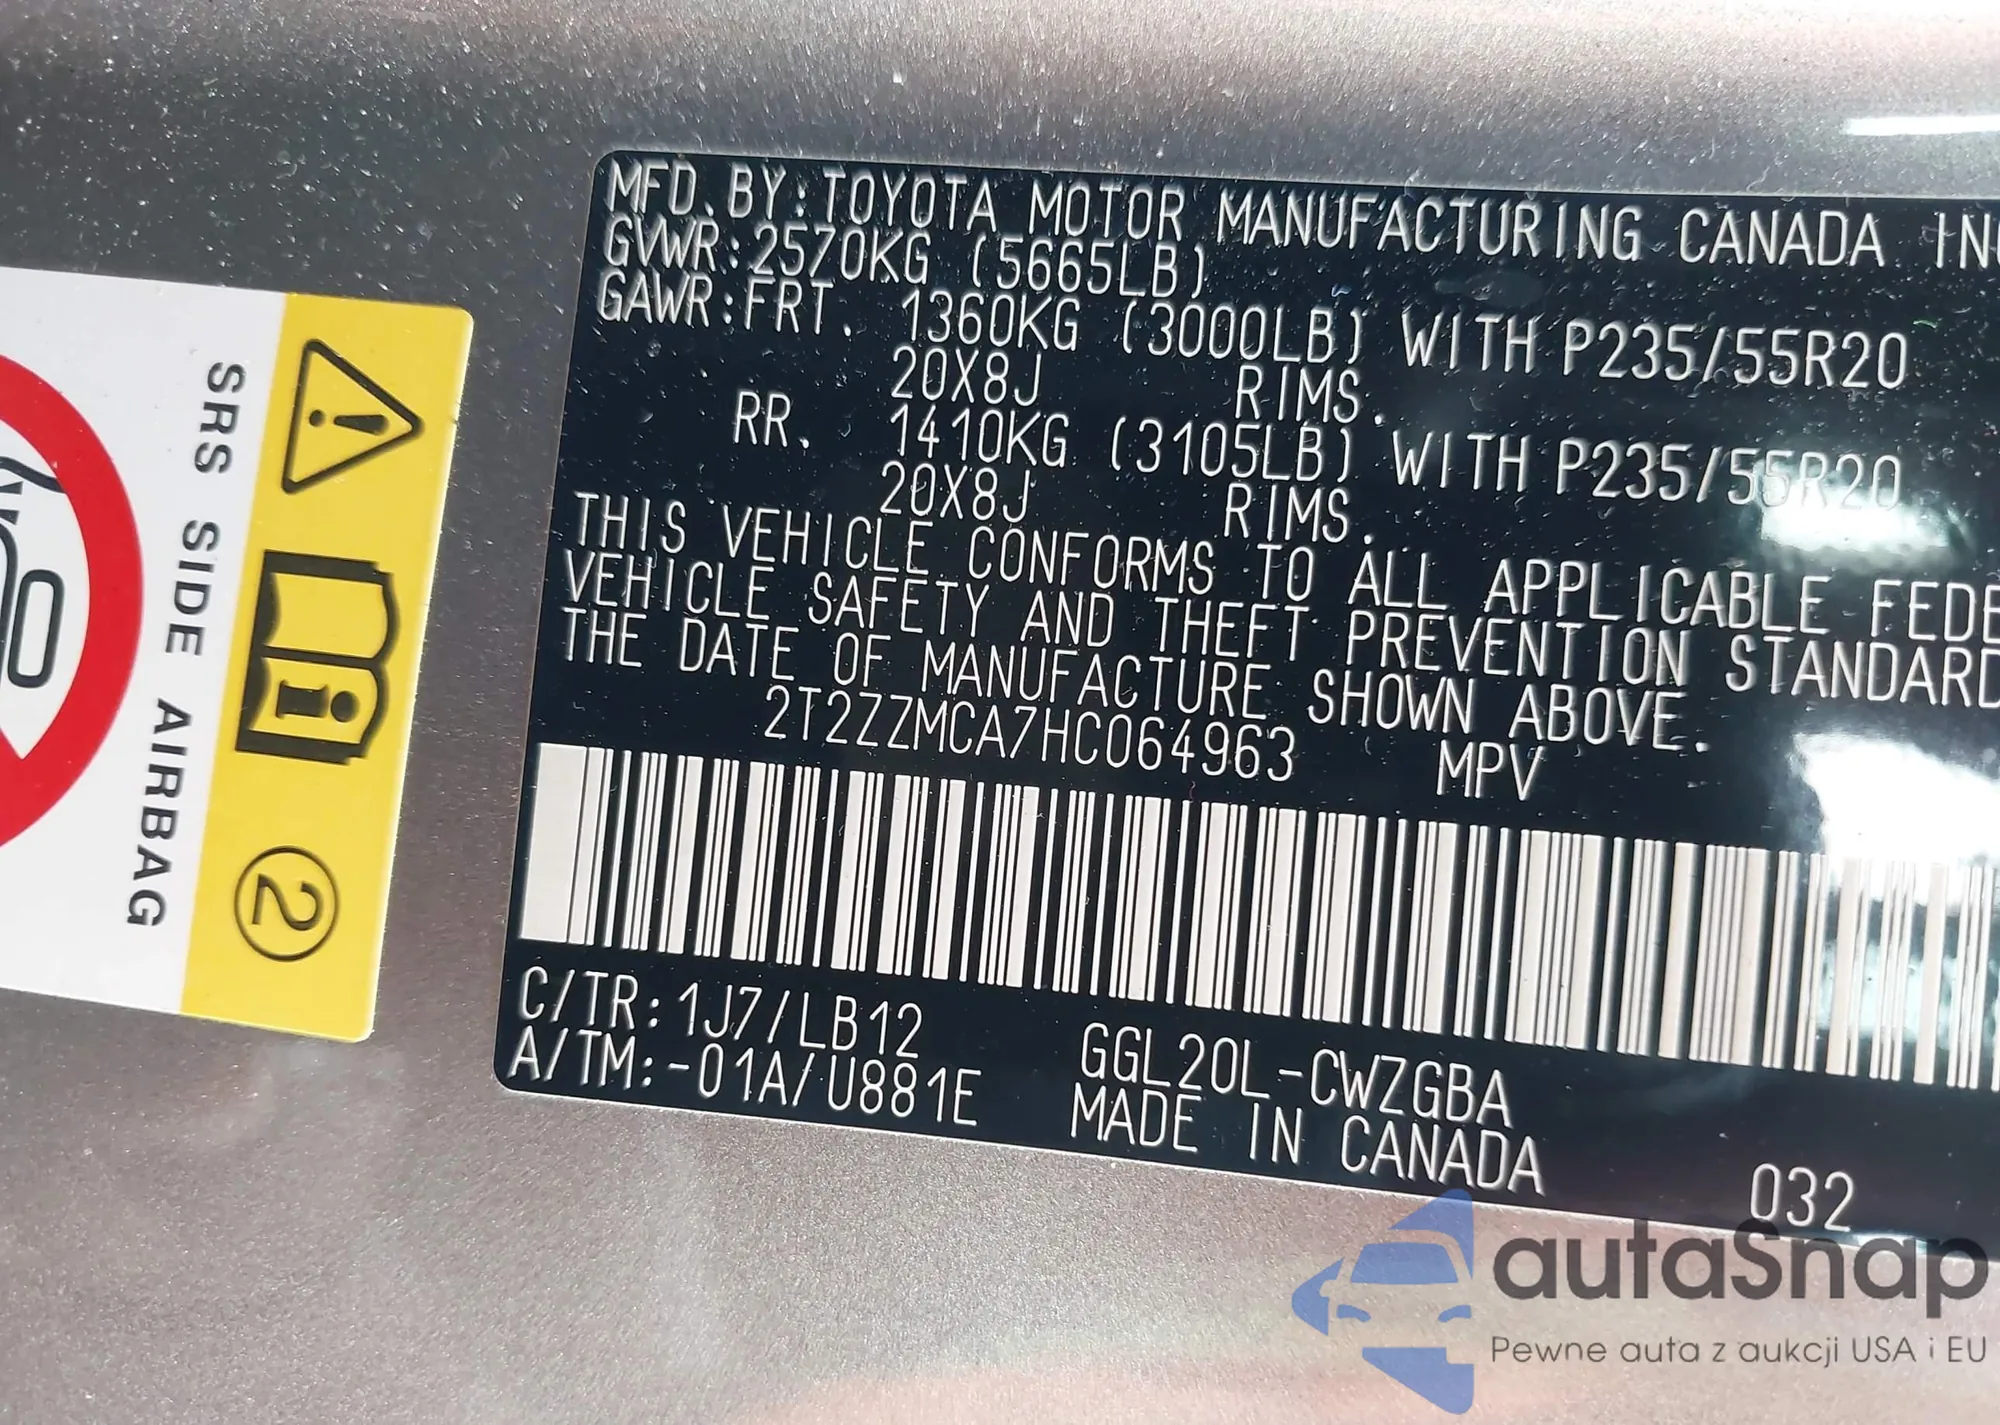 MFD. BY: TOYOTA MOTOR MANUFACTURING CANADA INC
GVWR: 2570KG (5665LB)
GAWR: FRT. 1360KG (3000LB) WITH P235/55R20
20X8J RIMS.
RR. 1410KG (3105LB) WITH P235/55R20
20X8J RIMS.
THIS VEHICLE CONFORMS TO ALL APPLICABLE FEDE
VEHICLE SAFETY AND THEFT PREVENTION STANDARD
THE DATE OF MANUFACTURE SHOWN ABOVE.
2T2ZZMCA7HC064963 MPV
C/TR: 1J7/LB12
A/TM: -01A/U881E
GGL20L-CWZGBA
MADE IN CANADA
032
SRS SIDE AIRBAG
2
autaSnap
Pewne auta z aukcji USA i EU